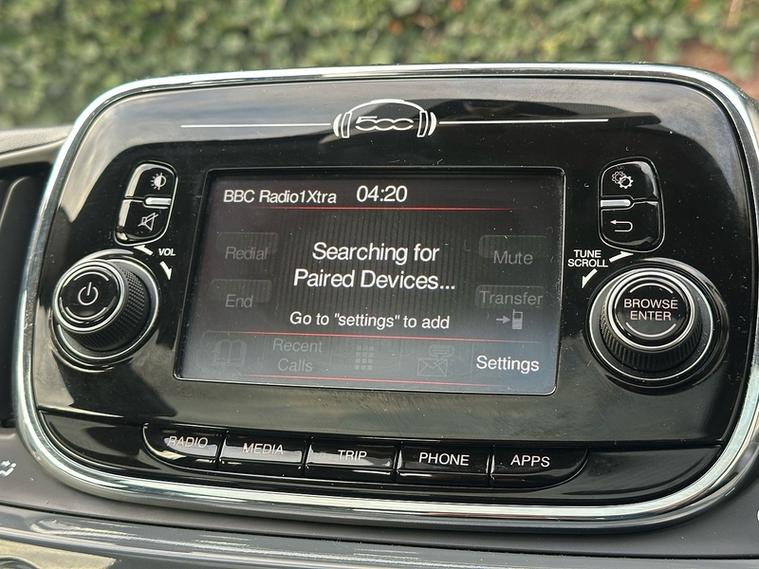 500
BBC Radio1Xtra 04:20
VOL
Redial
Searching for
Paired Devices...
Mute
TUNE
SCROLL
End
Go to "settings" to add
Transfer
BROWSE
ENTER
Recent
Calls
Settings
RADIO MEDIA TRIP PHONE APPS